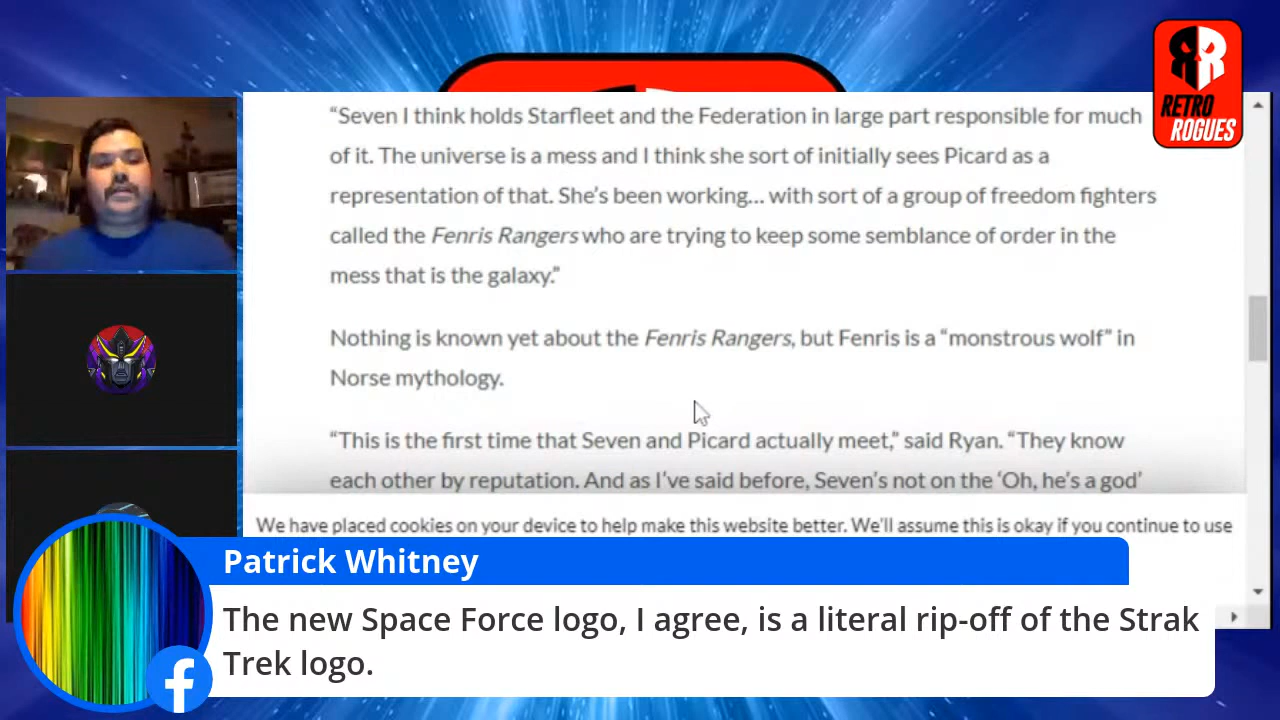 RETRO
ROGUES
“Seven I think holds Starfleet and the Federation in large part responsible for much
of it. The universe is a mess and I think she sort of initially sees Picard as a
representation of that. She’s been working... with sort of a group of freedom fighters
called the Fenris Rangers who are trying to keep some semblance of order in the
mess that is the galaxy.”
Nothing is known yet about the Fenris Rangers, but Fenris is a “monstrous wolf” in
Norse mythology.
“This is the first time that Seven and Picard actually meet,” said Ryan. “They know
each other by reputation. And as I’ve said before, Seven’s not on the ‘Oh, he’s a god’
We have placed cookies on your device to help make this website better. We’ll assume this is okay if you continue to use
Patrick Whitney
The new Space Force logo, I agree, is a literal rip-off of the Strak
Trek logo.